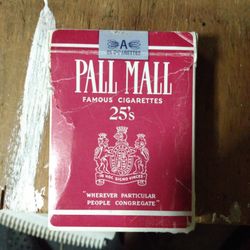 A
PALL MALL
FAMOUS CIGARETTES
25's
IN HOC SIGNO VINCES
"WHEREVER PARTICULAR
PEOPLE CONGREGATE"